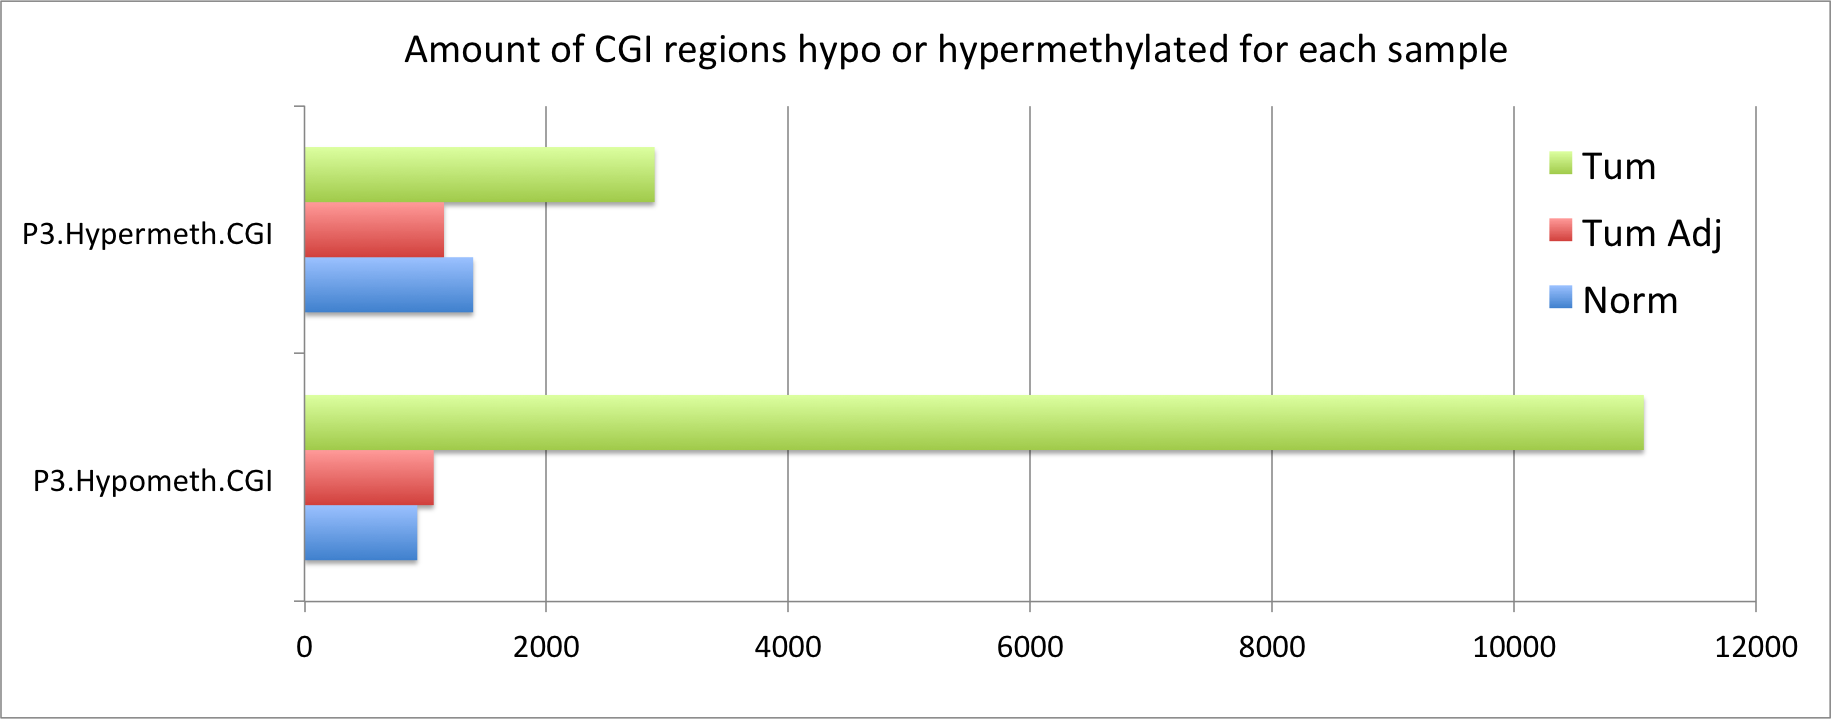 Amount of CGI regions hypo or hypermethylated for each sample
P3.Hypermeth.CGI
P3.Hypometh.CGI
Tum
Tum Adj
Norm
0 2000 4000 6000 8000 10000 12000